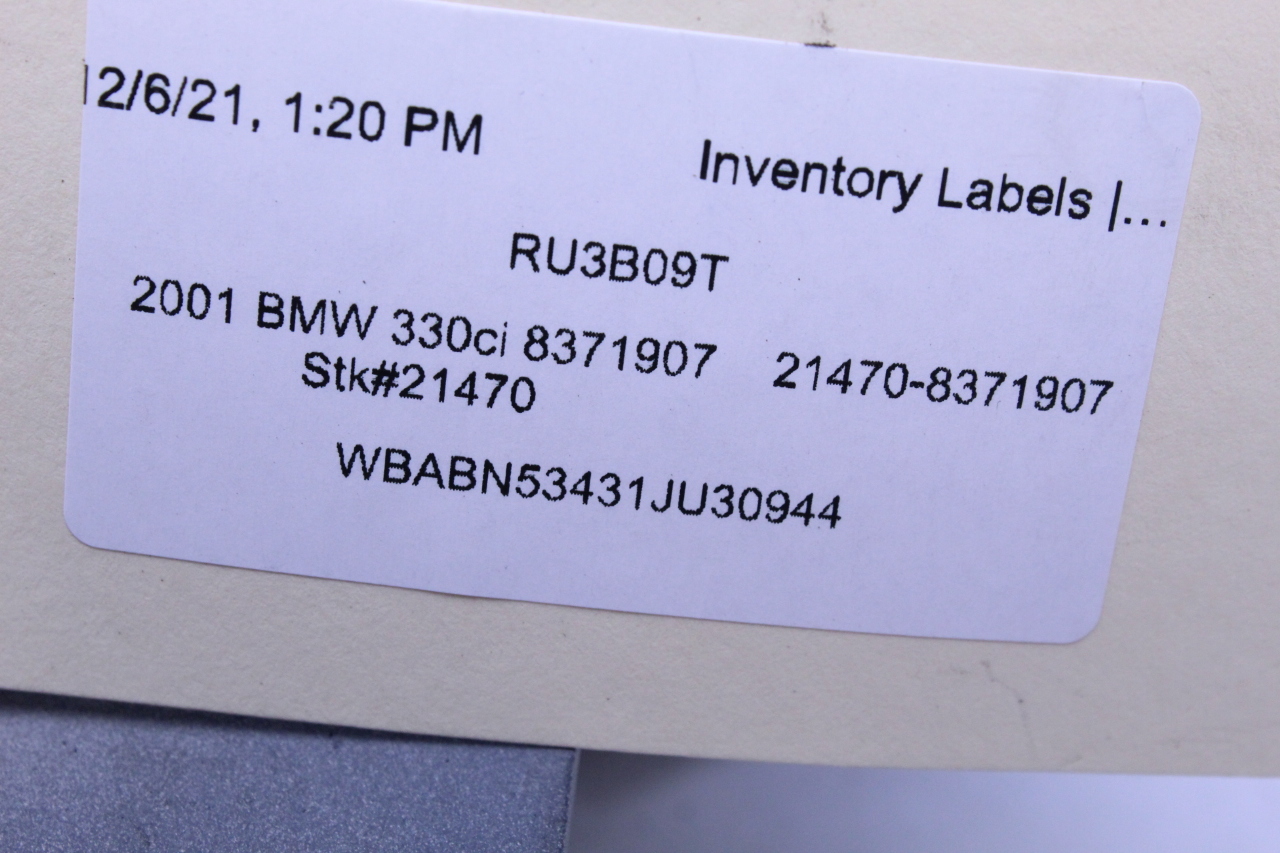 12/6/21, 1:20 PM Inventory Labels |...
RU3B09T
2001 BMW 330ci 8371907 21470-8371907
Stk#21470
WBABN53431JU30944